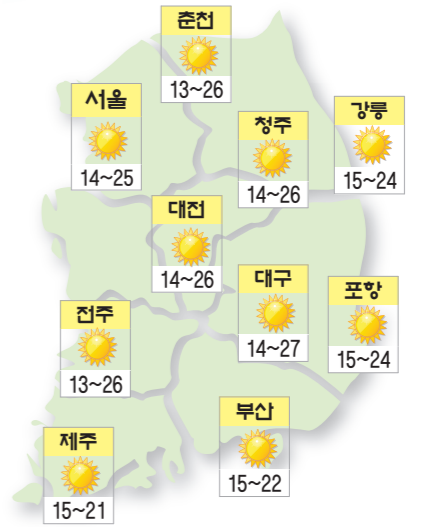 춘천
13~26
서울
14~25
청주
14~26
강릉
15~24
대전
14~26
대구
14~27
포항
15~24
전주
13~26
부산
15~22
제주
15~21